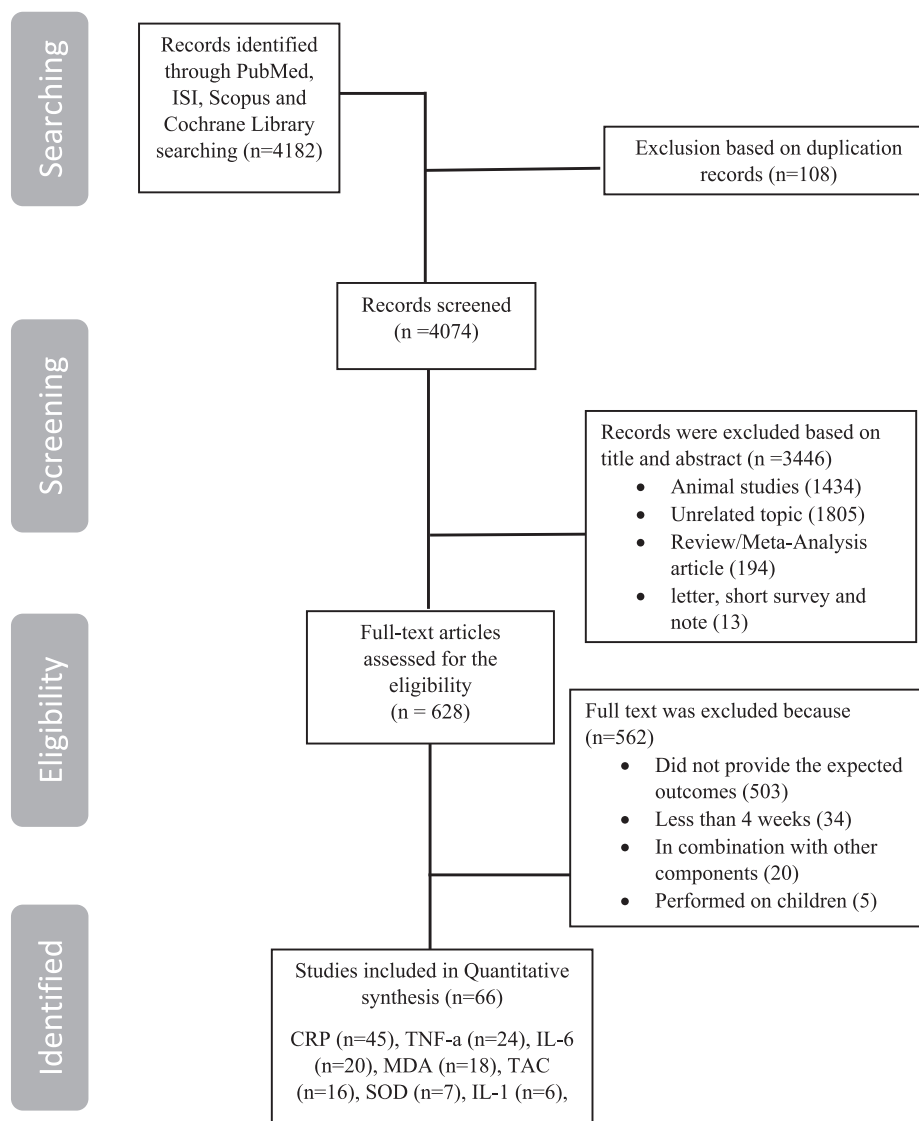 Searching
Records identified
through PubMed,
ISI, Scopus and
Cochrane Library
searching (n=4182)
Exclusion based on duplication
records (n=108)
Records screened
(n =4074)
Screening
Records were excluded based on
title and abstract (n =3446)
• Animal studies (1434)
• Unrelated topic (1805)
• Review/Meta-Analysis
article (194)
• letter, short survey and
note (13)
Eligibility
Full-text articles
assessed for the
eligibility
(n = 628)
Full text was excluded because
(n=562)
• Did not provide the expected
outcomes (503)
• Less than 4 weeks (34)
• In combination with other
components (20)
• Performed on children (5)
Identified
Studies included in Quantitative
synthesis (n=66)
CRP (n=45), TNF-a (n=24), IL-6
(n=20), MDA (n=18), TAC
(n=16), SOD (n=7), IL-1 (n=6),